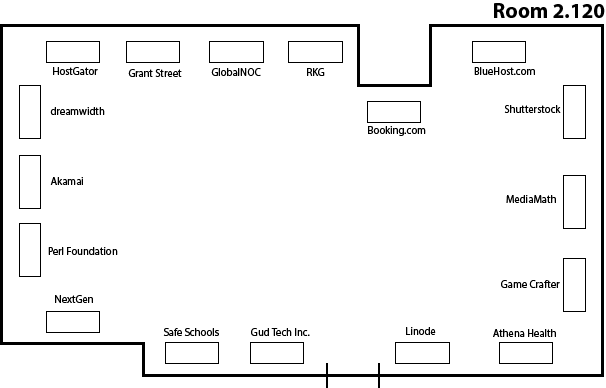 Room 2.120
HostGator
Grant Street
GlobalNOC
RKG
BlueHost.com
dreamwidth
Shutterstock
Booking.com
Akamai
MediaMath
Perl Foundation
Game Crafter
NextGen
Safe Schools
Gud Tech Inc.
Linode
Athena Health